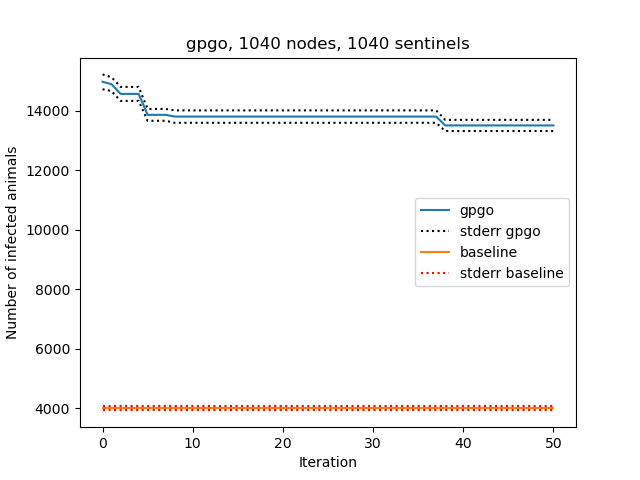 gpgo, 1040 nodes, 1040 sentinels
Number of infected animals
14000
12000
10000
8000
6000
4000
gpgo
stderr gpgo
baseline
stderr baseline
0 10 20 30 40 50
Iteration